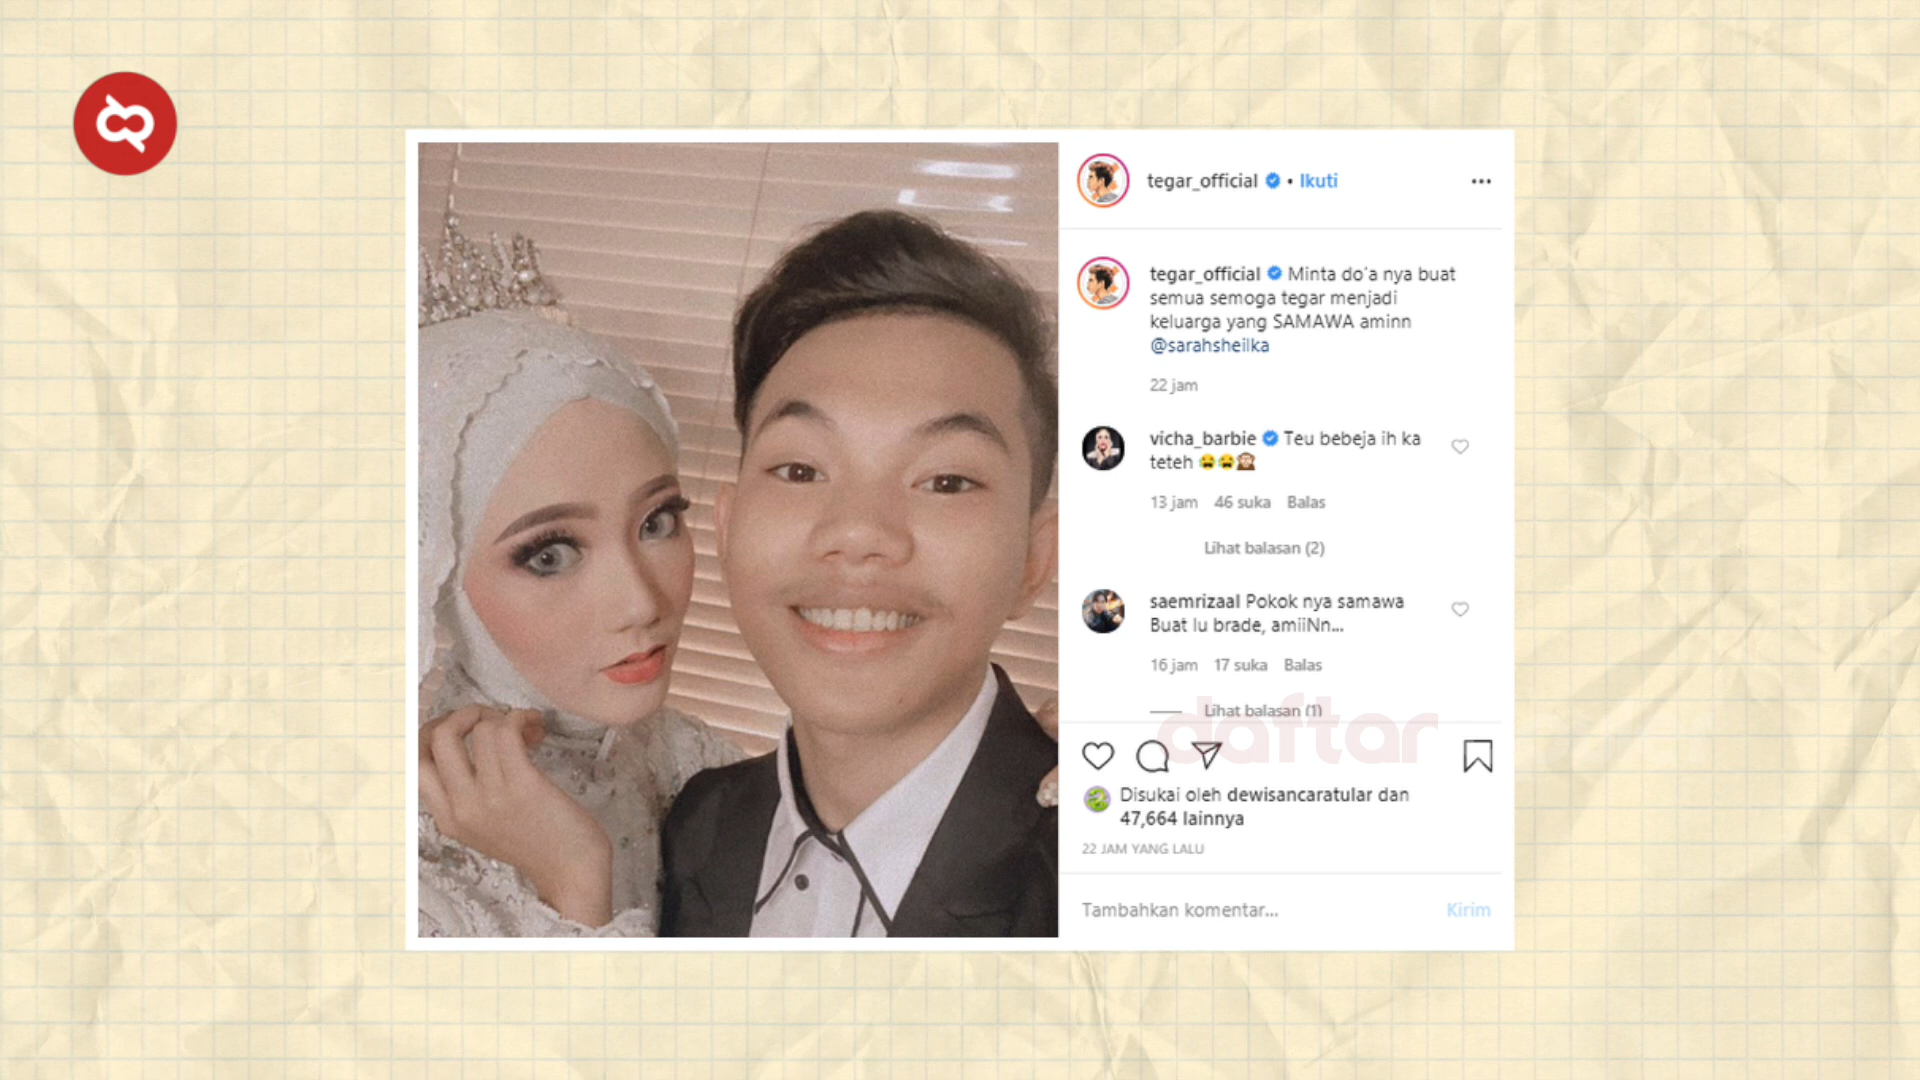 tegar_official • Ikuti
tegar_official Minta do'a nya buat
semua semoga tegar menjadi
keluarga yang SAMAWA aminn
@sarahsheilka
22 jam
vicha_barbie Teu bebeja ih ka
teteh 😭😭🙈
13 jam 46 suka Balas
Lihat balasan (2)
saemrizaal Pokok nya samawa
Buat lu brade, amiiNn...
16 jam 17 suka Balas
Lihat balasan (1)
daftar
Disukai oleh dewisancaratular dan
47,664 lainnya
22 JAM YANG LALU
Tambahkan komentar... Kirim